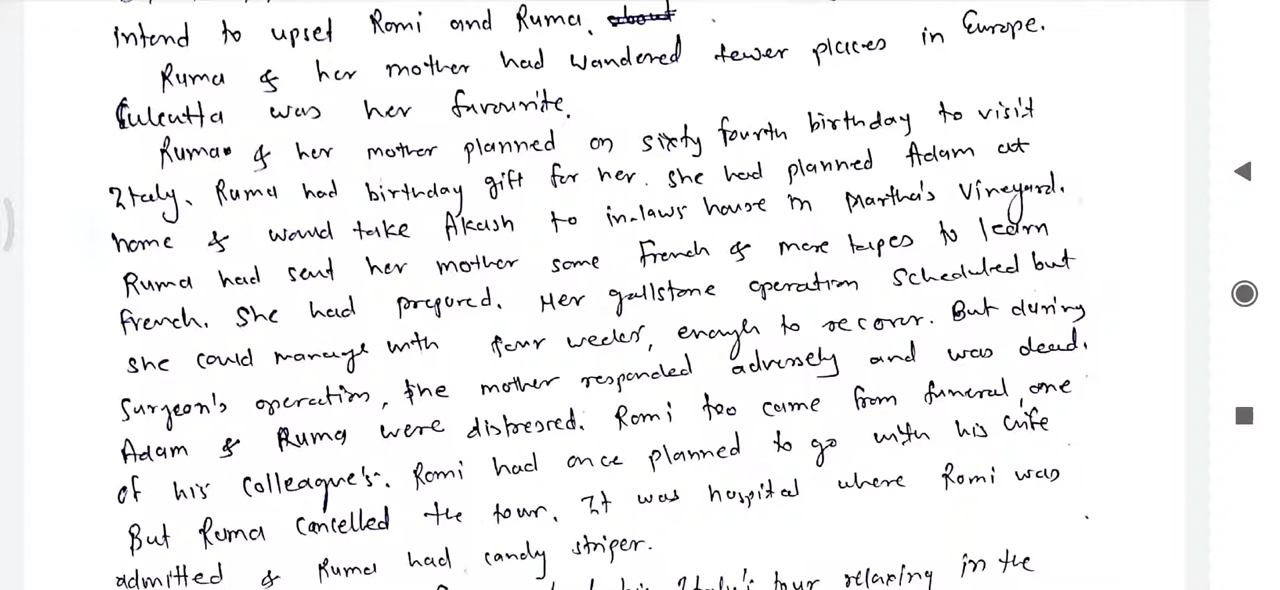 intend to upset Romi and Ruma. about
Ruma & her mother had wandered fewer places in Europe.
Culcutta was her favourite.
Ruma & her mother planned on sixty fourth birthday to visit
Italy. Ruma had birthday gift for her. She had planned Adam at
home & would take Akash to in-laws house in Martha's Vineyard.
Ruma had sent her mother some French & more tapes to learn
french. She had prepared. Her gallstone operation scheduled but
she could manage with four weeks, enough to recover. But during
Surgeon's operation, the mother responded adversely and was dead.
Adam & Ruma were distressed. Romi too came from funeral, one
of his colleague's. Romi had once planned to go with his wife
But Ruma cancelled the tour. It was hospital where Romi was
admitted & Ruma had candy striper.
Italy's tour relaxing in the